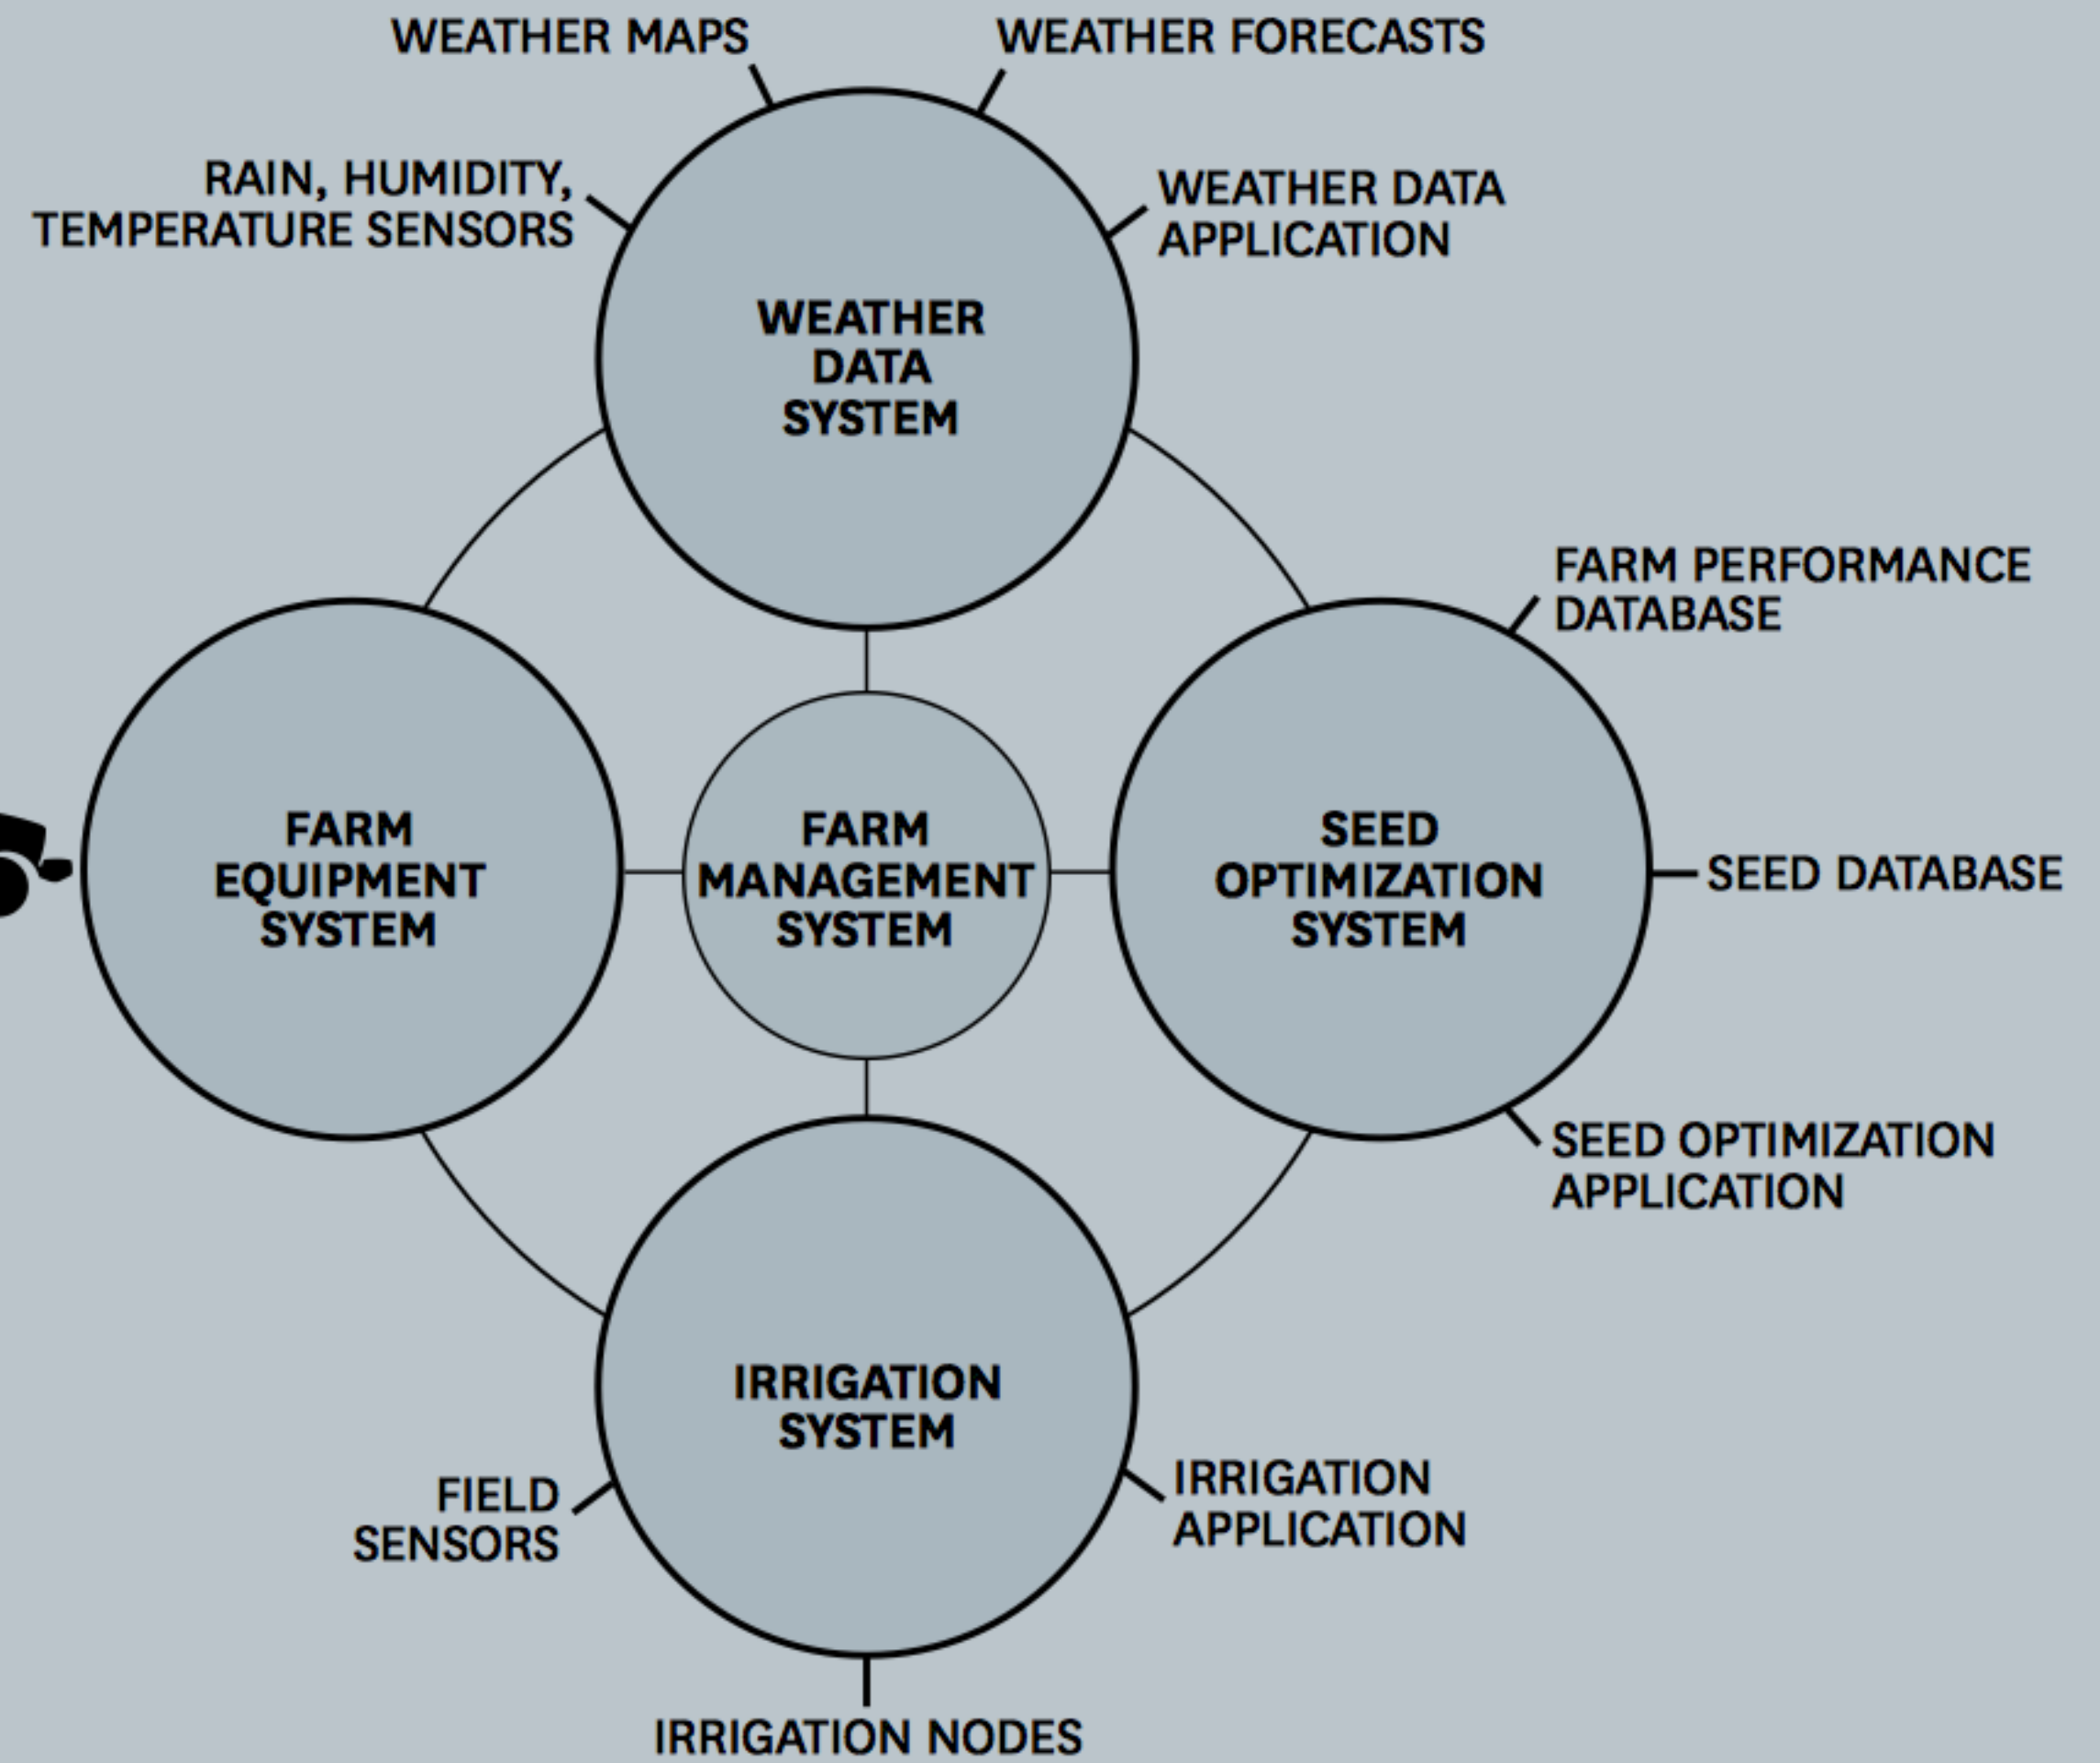 WEATHER MAPS
WEATHER FORECASTS
RAIN, HUMIDITY,
TEMPERATURE SENSORS
WEATHER DATA
APPLICATION
WEATHER
DATA
SYSTEM
FARM PERFORMANCE
DATABASE
FARM
EQUIPMENT
SYSTEM
FARM
MANAGEMENT
SYSTEM
SEED
OPTIMIZATION
SYSTEM
SEED DATABASE
SEED OPTIMIZATION
APPLICATION
IRRIGATION
SYSTEM
FIELD
SENSORS
IRRIGATION
APPLICATION
IRRIGATION NODES